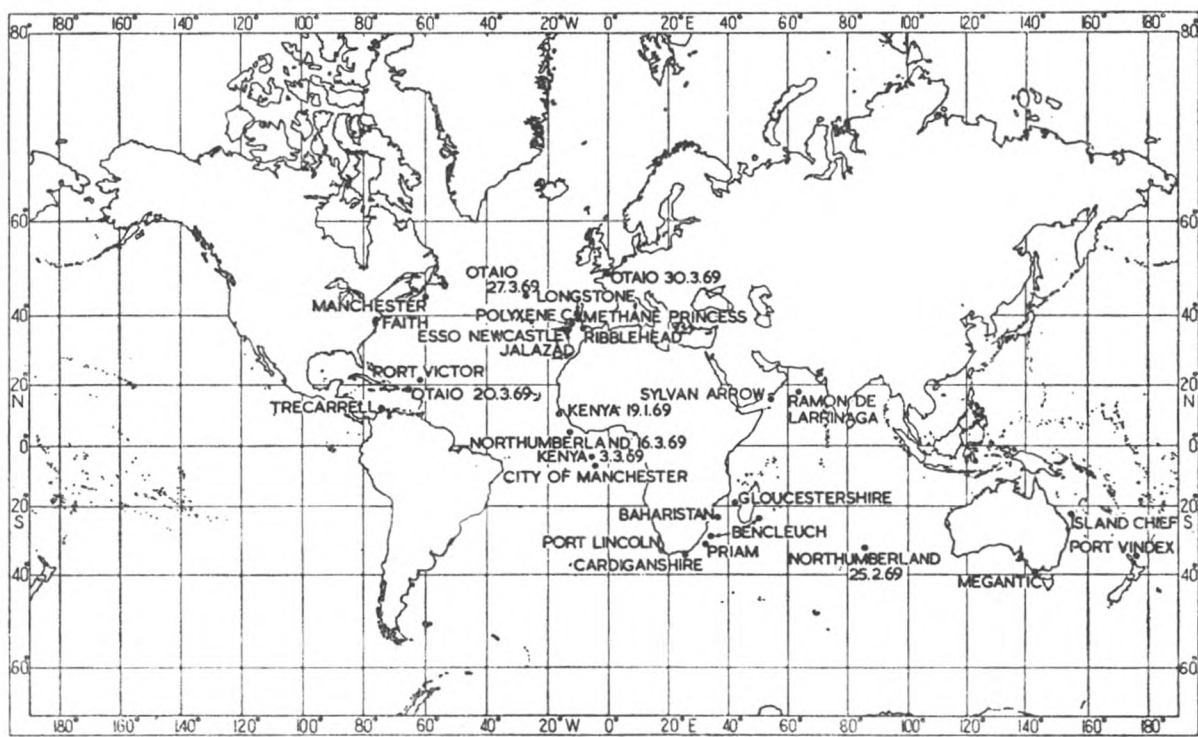 180° 160° 140° 120° 100° 80° 60° 40° 20° W 0° E 20° 40° 60° 80° 100° 120° 140° 160° 180°
80° 80°
60° 60°
OTAIO
27.3.69
OTAIO 30.3.69
LONGSTONE
MANCHESTER
FAITH
POLYXENE C.
METHANE PRINCESS
40° 40°
ESSO NEWCASTLE
RIBBLEHEAD
JALAZAD
PORT VICTOR
20° 20°
N N
OTAIO 20.3.69
SYLVAN ARROW
RAMON DE
LARRINAGA
TRECARRELL
KENYA 19.1.69
NORTHUMBERLAND 16.3.69
0° 0°
KENYA 3.3.69
CITY OF MANCHESTER
GLOUCESTERSHIRE
20° 20°
S S
BAHARISTAN
ISLAND CHIEF
BENCLEUCH
PORT LINCOLN
PRIAM
PORT VINDEX
CARDIGANSHIRE
NORTHUMBERLAND
25.2.69
MEGANTIC
40° 40°
60° 60°
180° 160° 140° 120° 100° 80° 60° 40° 20° W 0° E 20° 40° 60° 80° 100° 120° 140° 160° 180°